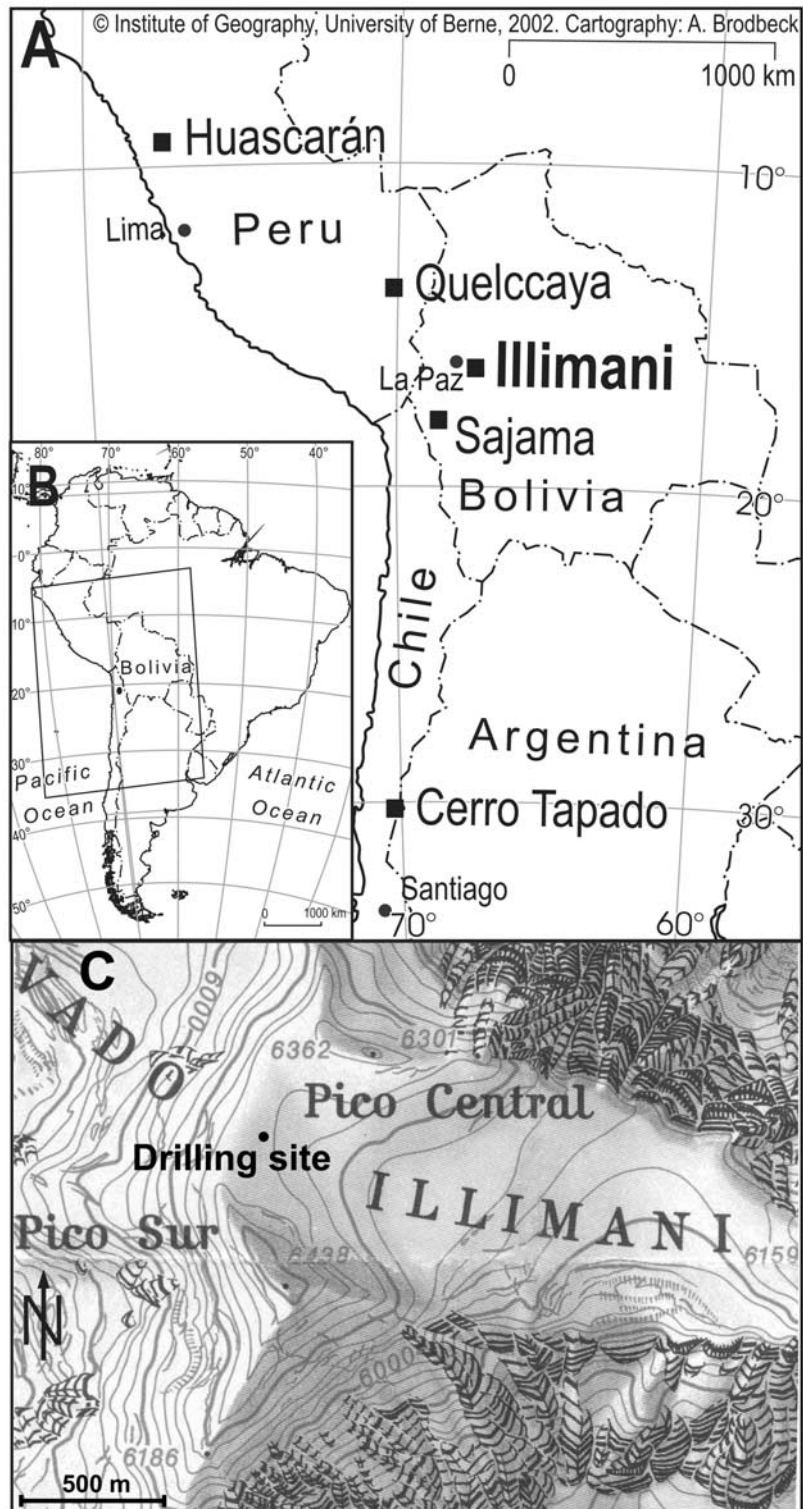 © Institute of Geography, University of Berne, 2002. Cartography: A. Brodbeck
A
0 1000 km
Huascarán
10°
Lima
Peru
Quelccaya
La Paz
Illimani
Sajama
Bolivia
20°
Chile
Argentina
Cerro Tapado
30°
Santiago
70° 60°
B
80° 70° 60° 50° 40°
10°
0°
10°
Bolivia
20°
30°
Pacific
Ocean
Atlantic
Ocean
40°
50°
0 1000 km
C
VADO
6000
6362
6301
Pico Central
Drilling site
ILLIMANI
Pico Sur
6438
6159
N
6000
6186
500 m